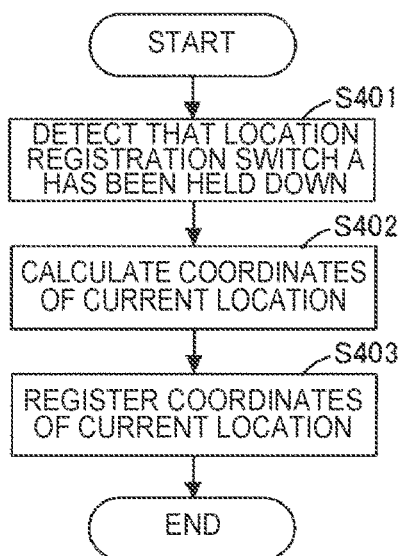 START
S401
DETECT THAT LOCATION
REGISTRATION SWITCH A
HAS BEEN HELD DOWN
S402
CALCULATE COORDINATES
OF CURRENT LOCATION
S403
REGISTER COORDINATES
OF CURRENT LOCATION
END